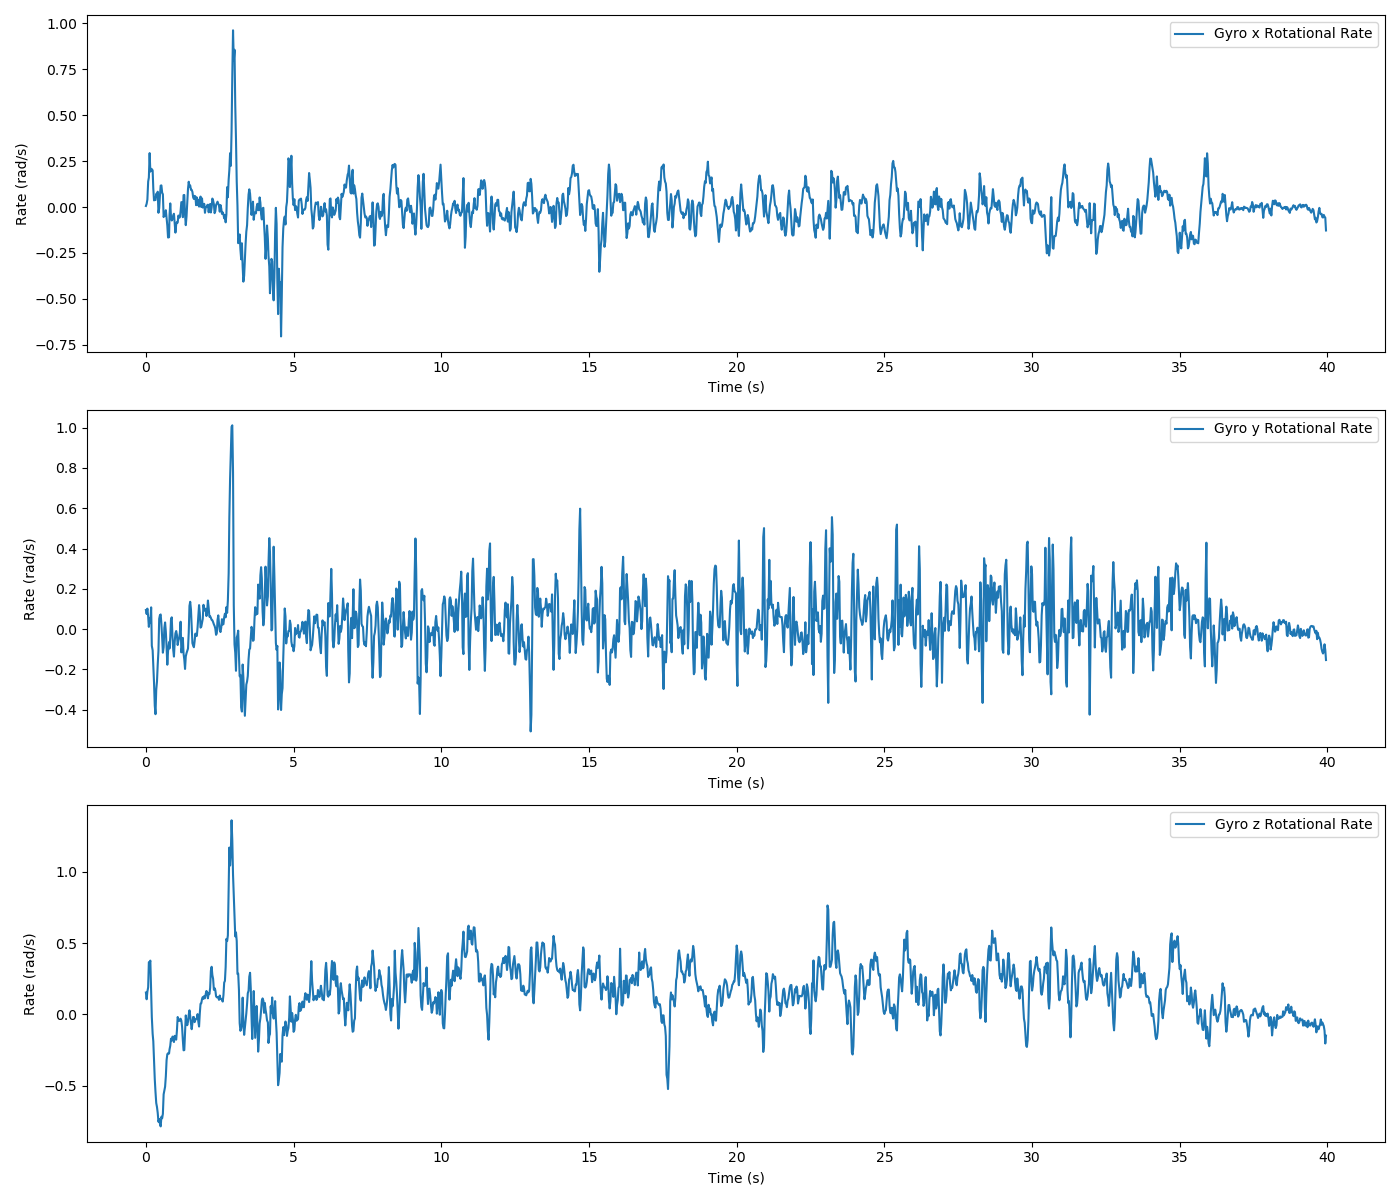 Gyro x Rotational Rate
1.00
0.75
0.50
0.25
0.00
−0.25
−0.50
−0.75
Rate (rad/s)
0 5 10 15 20 25 30 35 40
Time (s)
Gyro y Rotational Rate
1.0
0.8
0.6
0.4
0.2
0.0
−0.2
−0.4
Rate (rad/s)
0 5 10 15 20 25 30 35 40
Time (s)
Gyro z Rotational Rate
1.0
0.5
0.0
−0.5
Rate (rad/s)
0 5 10 15 20 25 30 35 40
Time (s)